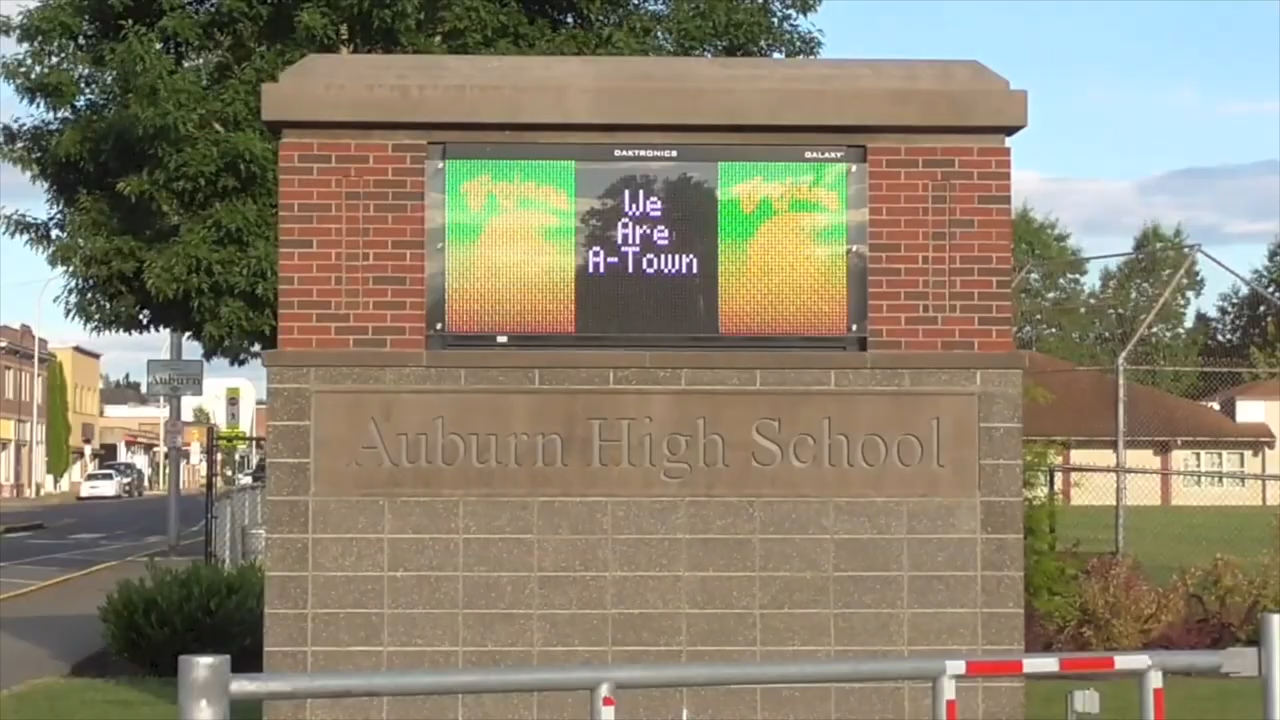 DAKTRONICS
GALAXY
We
Are
A-Town
Auburn
Auburn High School